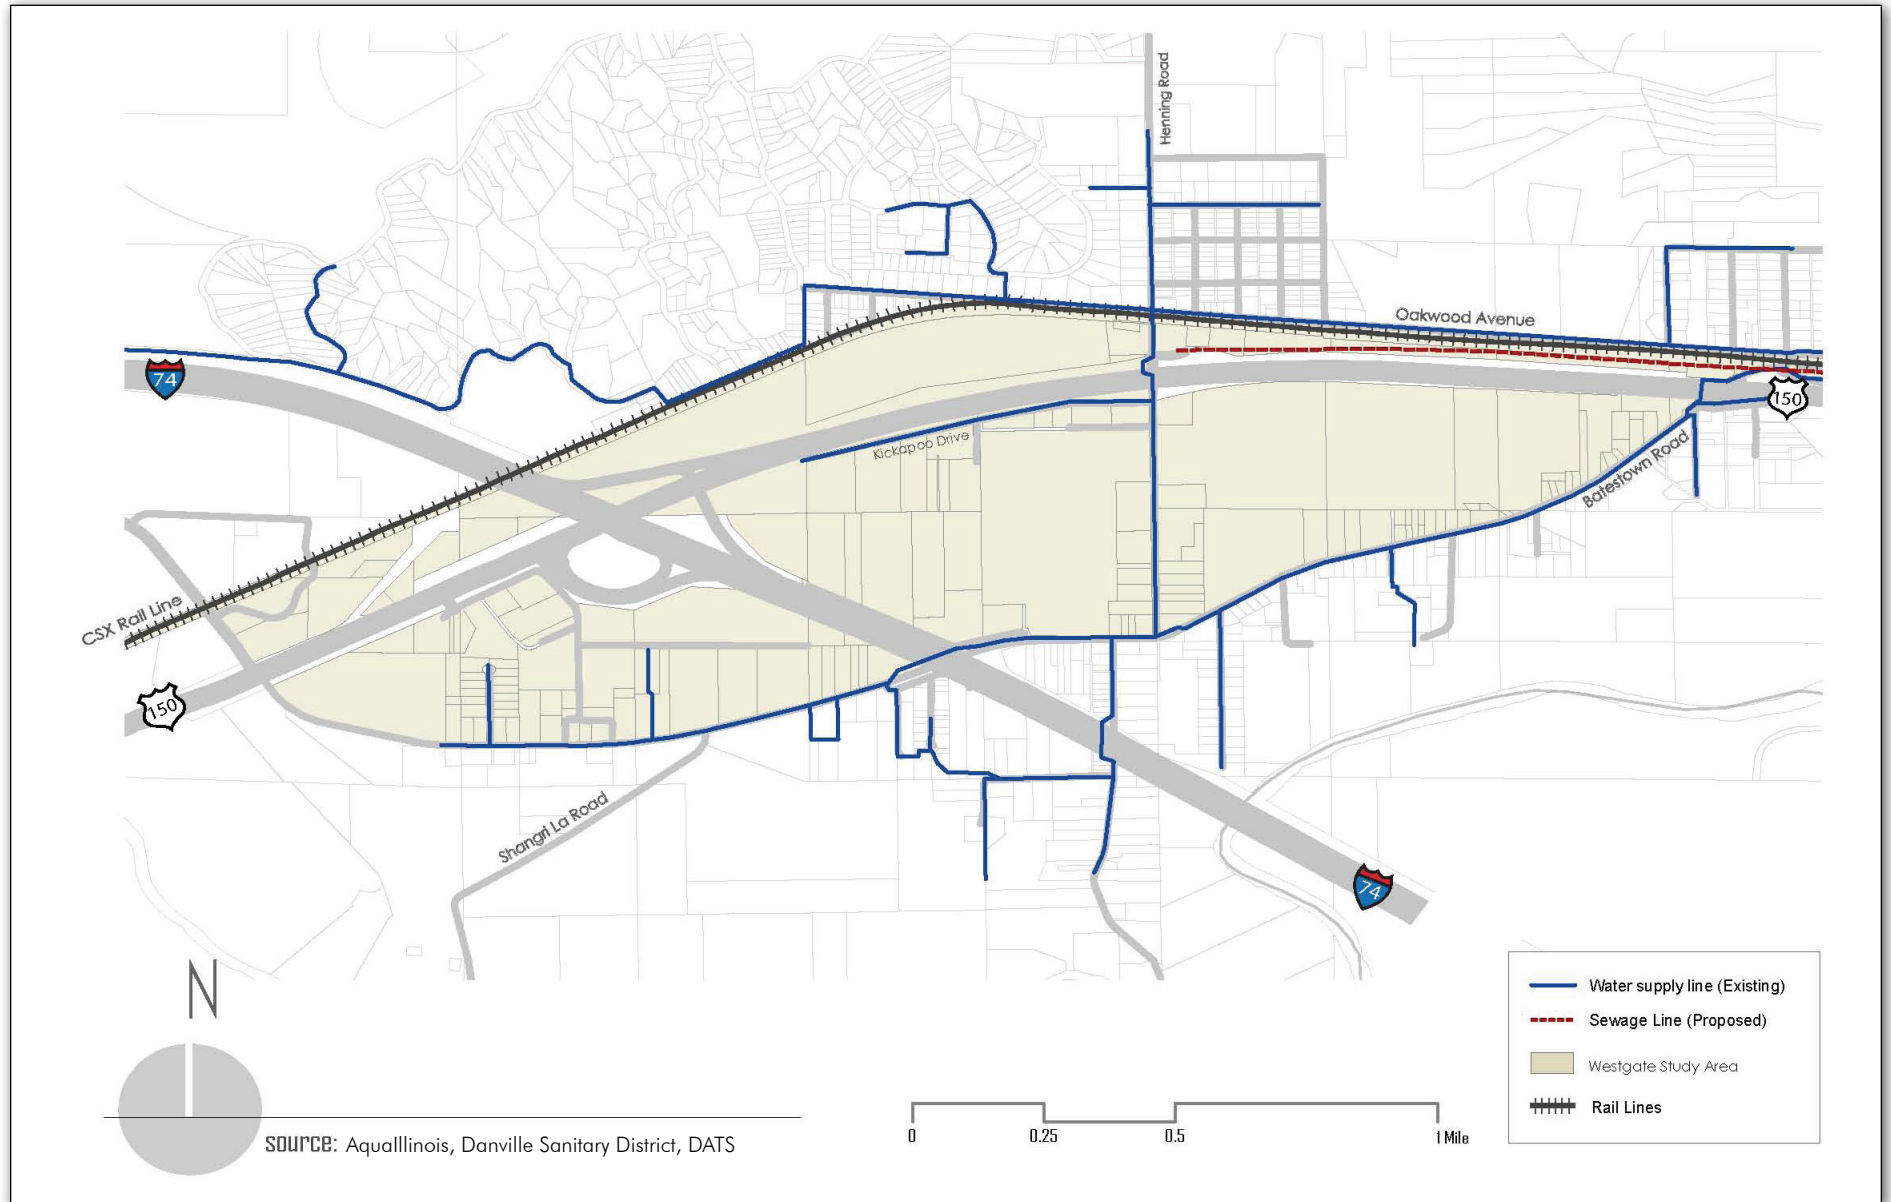 Henning Road
Oakwood Avenue
74
150
Kickapoo Drive
Batestown Road
CSX Rail Line
150
Shangri La Road
74
N
Water supply line (Existing)
Sewage Line (Proposed)
Westgate Study Area
Rail Lines
source: AquaIllinois, Danville Sanitary District, DATS
0 0.25 0.5 1 Mile